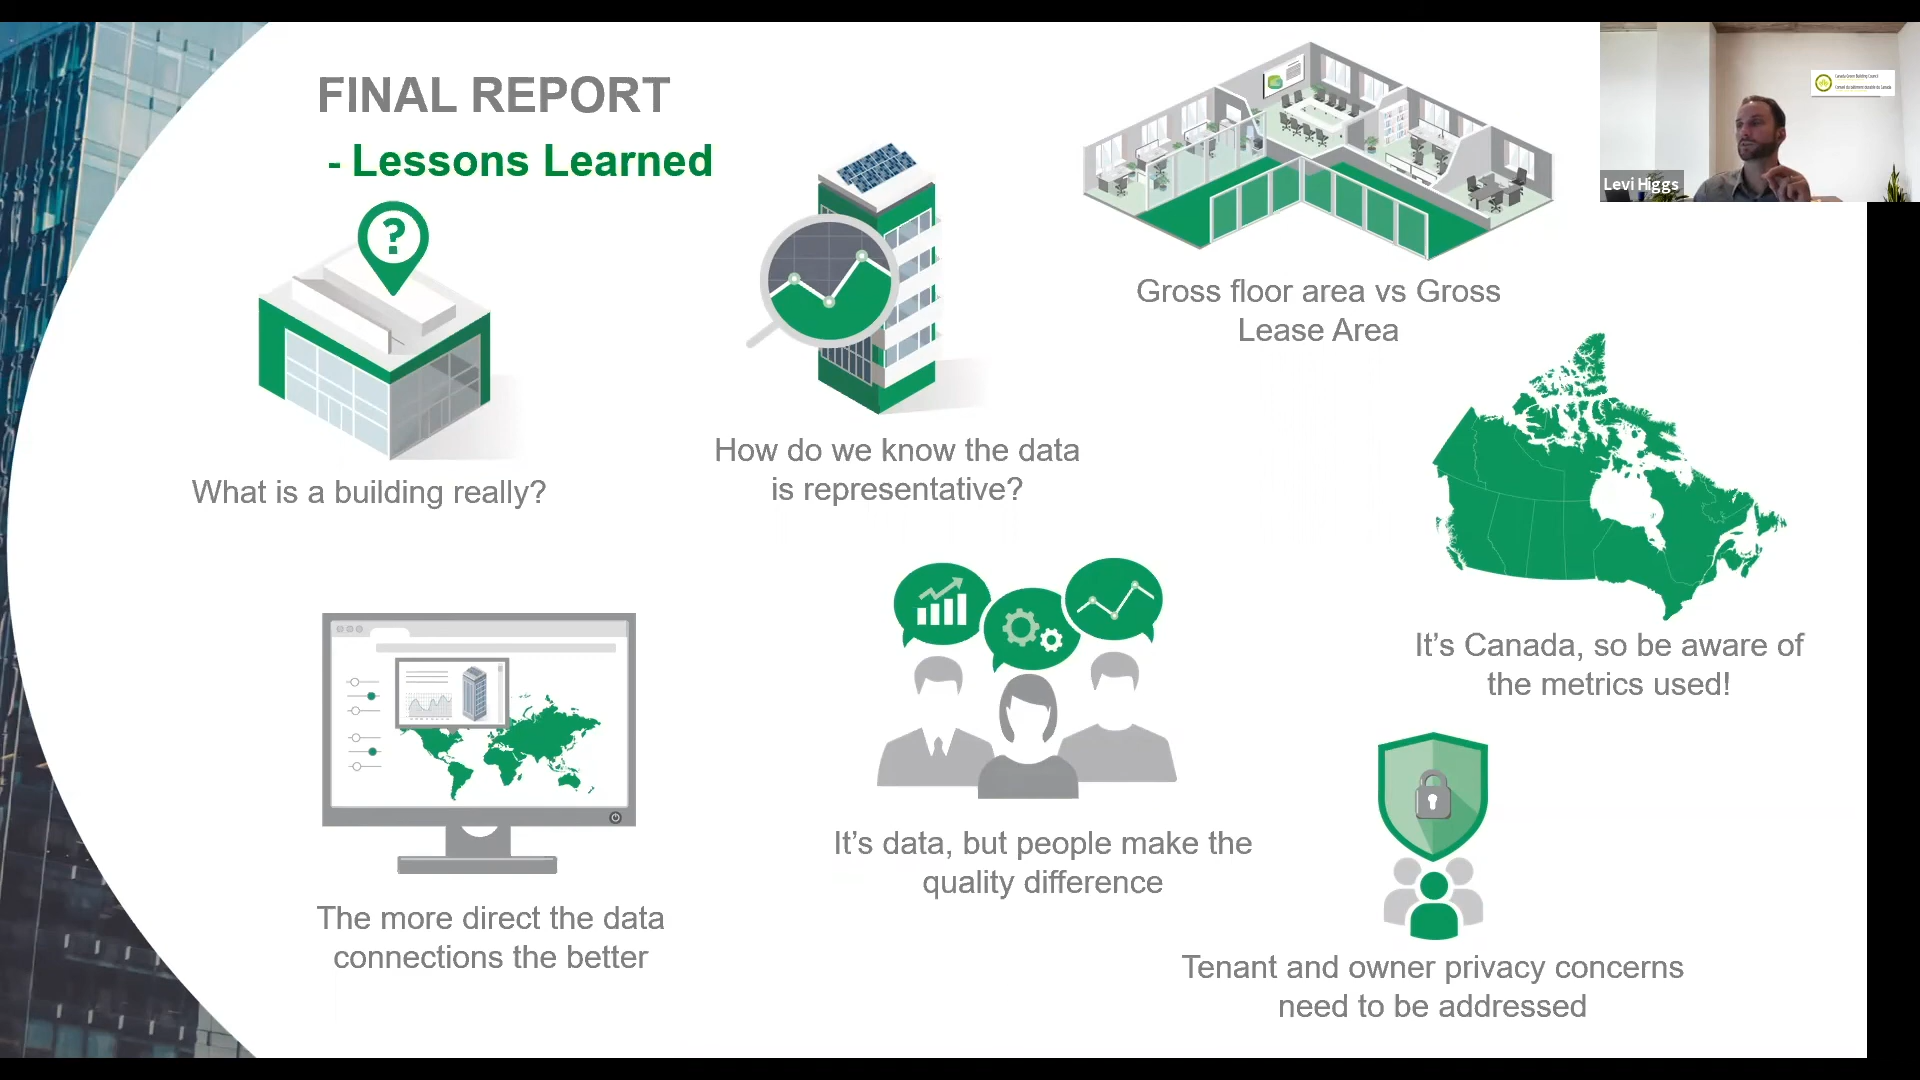 FINAL REPORT
- Lessons Learned
Levi Higgs
?
Gross floor area vs Gross
Lease Area
How do we know the data
is representative?
What is a building really?
It's Canada, so be aware of
the metrics used!
It's data, but people make the
quality difference
The more direct the data
connections the better
Tenant and owner privacy concerns
need to be addressed